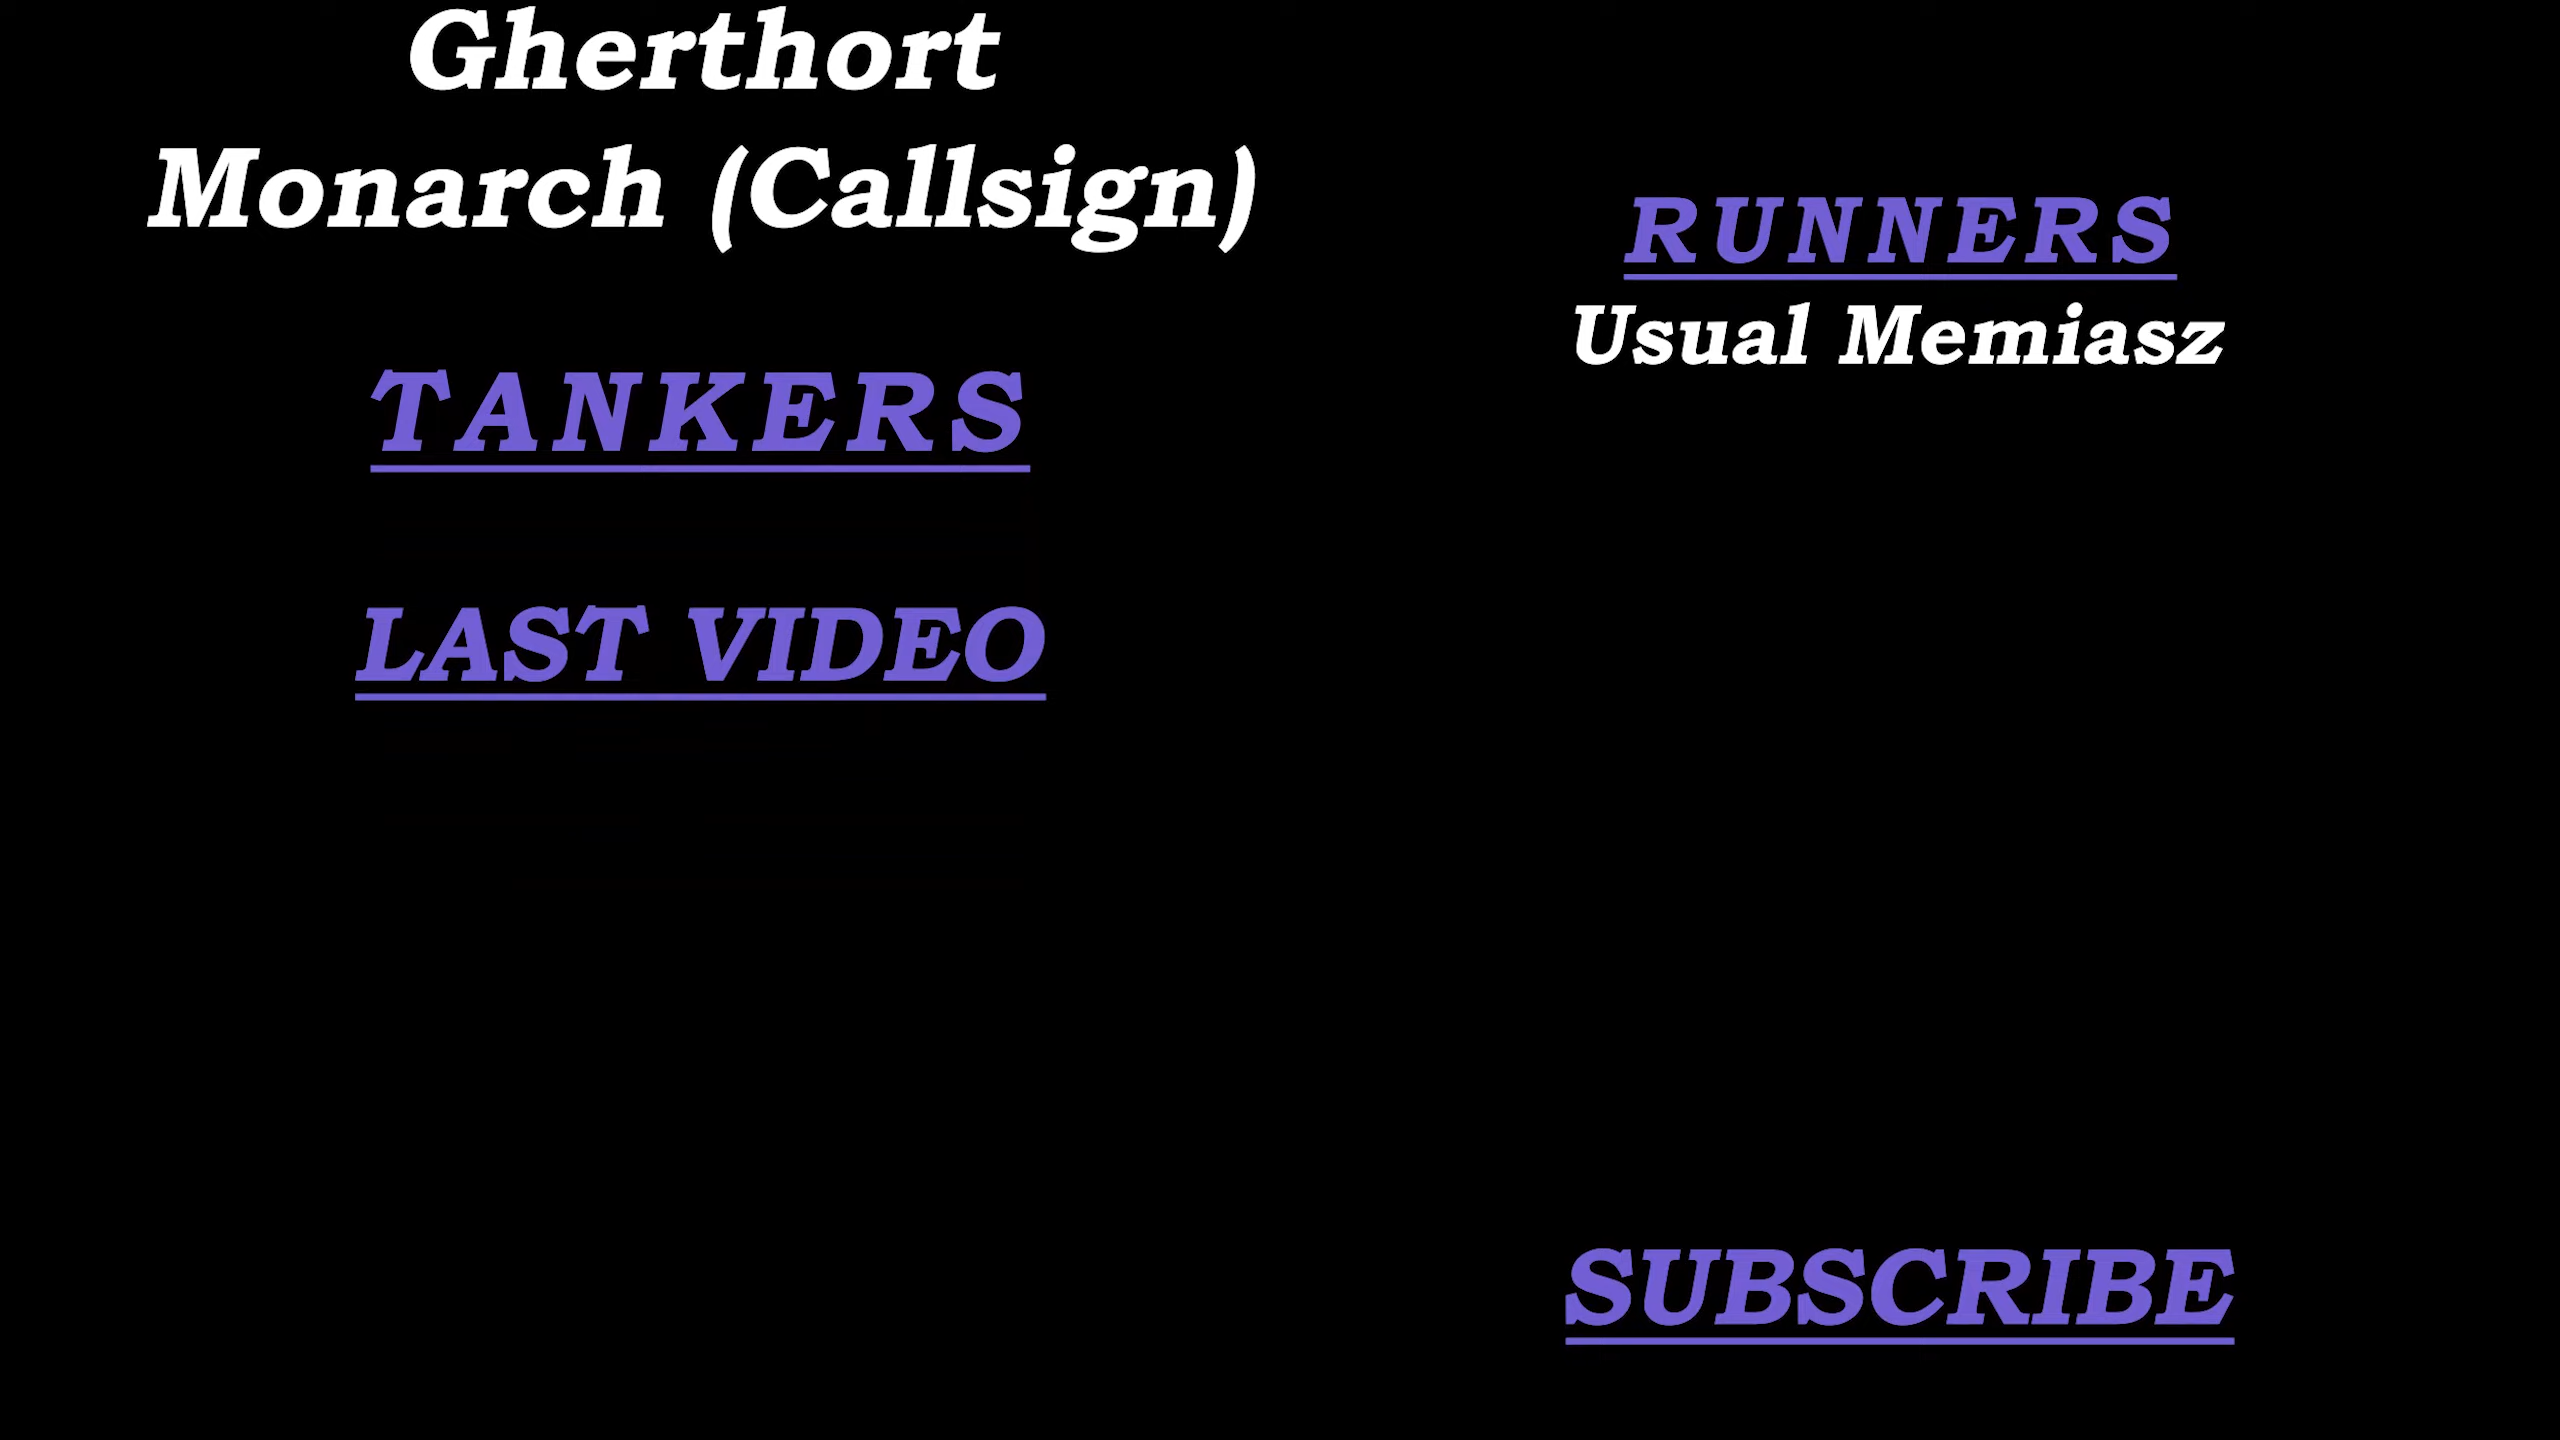 Gherthort
Monarch (Callsign)
TANKERS
LAST VIDEO
RUNNERS
Usual Memiasz
SUBSCRIBE